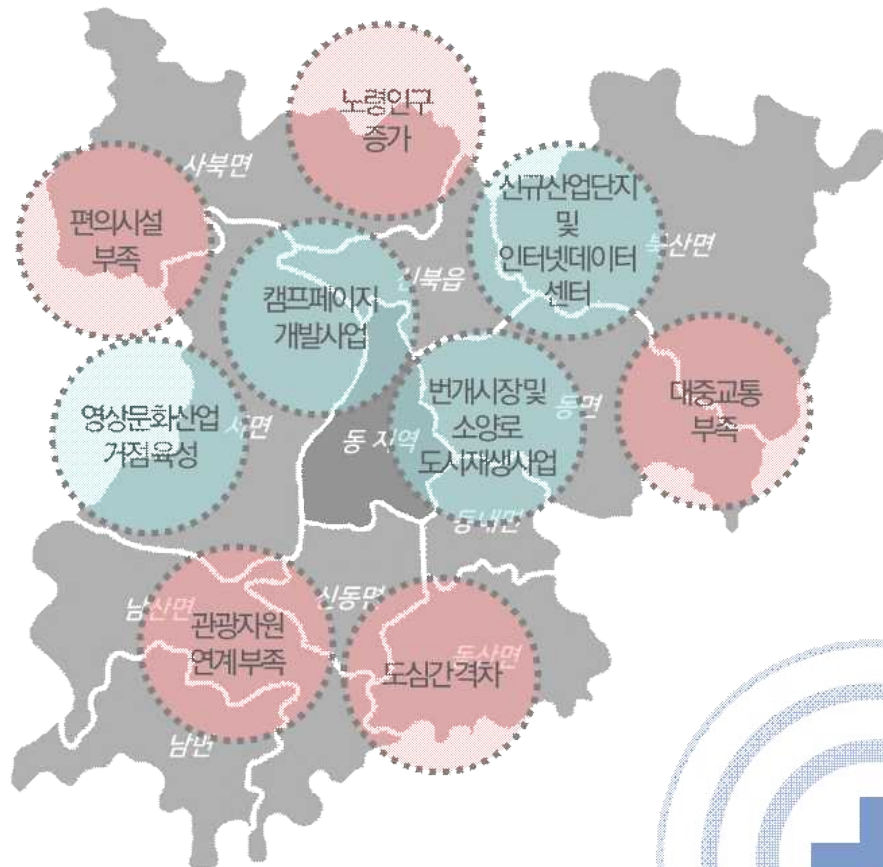 노령인구
증가
사북면
편의시설
부족
신규산업단지
및
인터넷데이터
센터
북산면
신북읍
캠프페이지
개발사업
번개시장 및
소양로
도시재생사업
동면
대중교통
부족
영상문화산업
거점육성
서면
동 지역
동내면
신동면
남산면
관광자원
연계 부족
동산면
도심간 격차